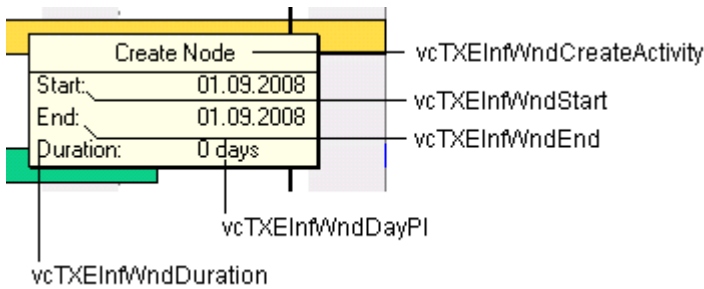 Create Node
vcTXEInfWndCreateActivity
Start: 01.09.2008
vcTXEInfWndStart
End: 01.09.2008
vcTXEInfWndEnd
Duration: 0 days
vcTXEInfWndDayPl
vcTXEInfWndDuration